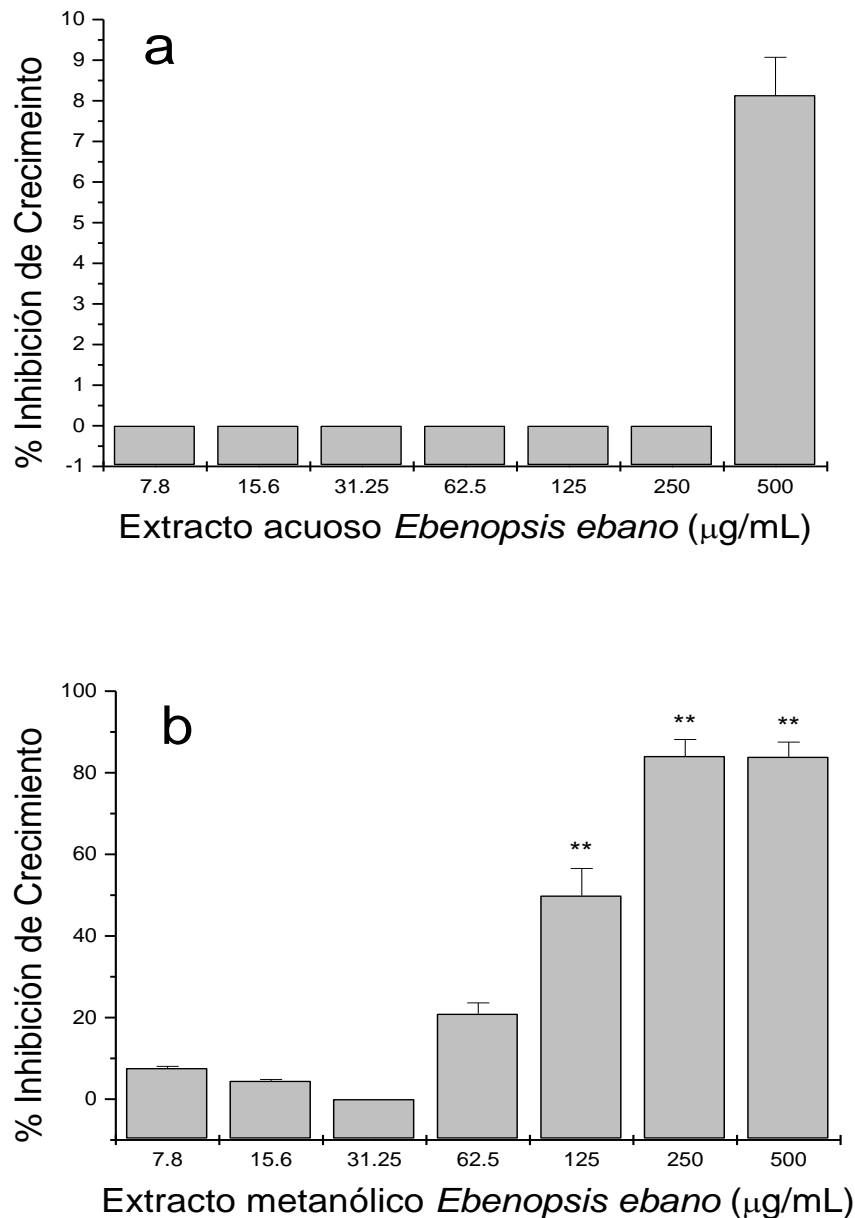 a
% Inhibición de Crecimeinto
10
9
8
7
6
5
4
3
2
1
0
-1
7.8 15.6 31.25 62.5 125 250 500
Extracto acuoso Ebenopsis ebano (μg/mL)
b
% Inhibición de Crecimiento
100
80
60
40
20
0
** ** **
7.8 15.6 31.25 62.5 125 250 500
Extracto metanólico Ebenopsis ebano (μg/mL)